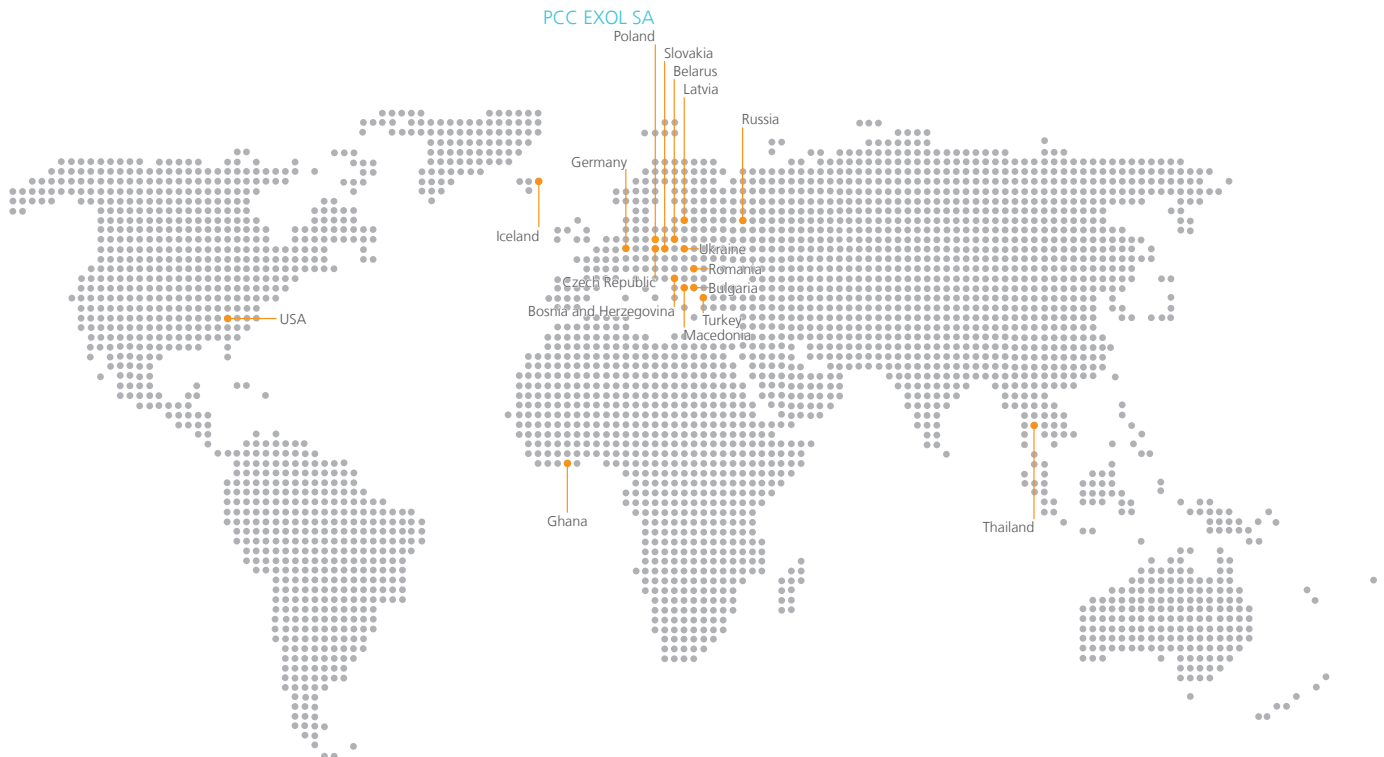 PCC EXOL SA
Poland
Slovakia
Belarus
Latvia
Russia
Germany
Iceland
Ukraine
Romania
Czech Republic
Bulgaria
Bosnia and Herzegovina
USA
Turkey
Macedonia
Ghana
Thailand